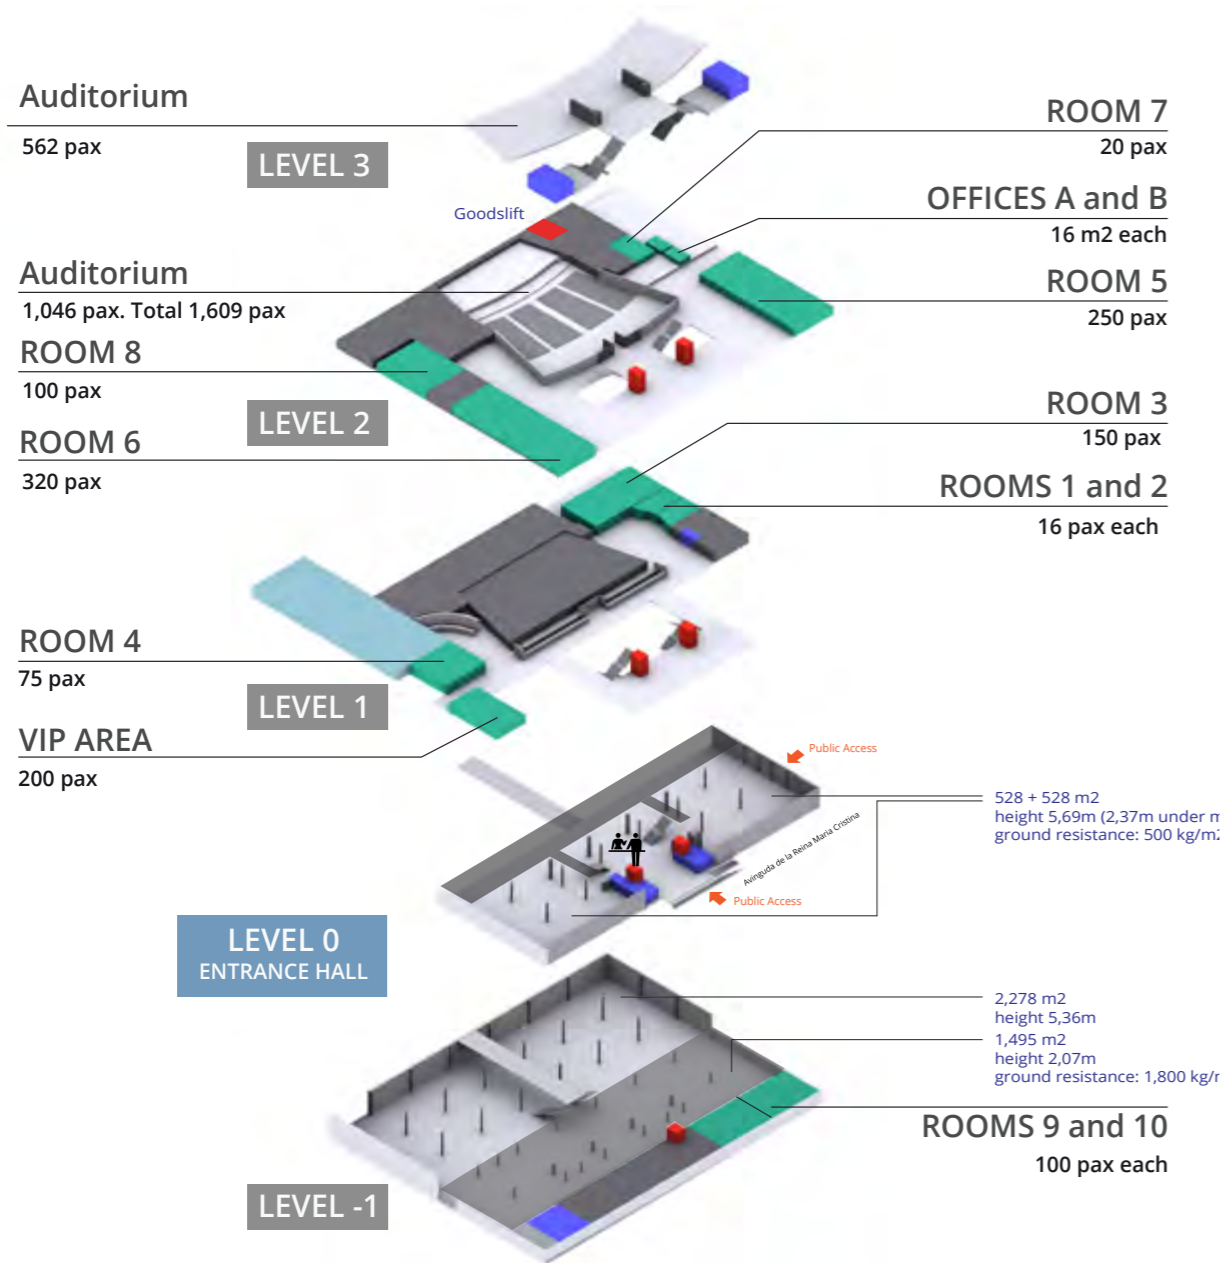 Auditorium
562 pax
LEVEL 3
ROOM 7
20 pax
OFFICES A and B
16 m2 each
Goodslift
Auditorium
1,046 pax. Total 1,609 pax
ROOM 5
250 pax
ROOM 8
100 pax
LEVEL 2
ROOM 6
320 pax
ROOM 3
150 pax
ROOMS 1 and 2
16 pax each
ROOM 4
75 pax
LEVEL 1
VIP AREA
200 pax
Public Access
528 + 528 m2
height 5,69m (2,37m under
ground resistance: 500 kg/m2
Avinguda de la Reina Maria Cristina
Public Access
LEVEL 0
ENTRANCE HALL
2,278 m2
height 5,36m
1,495 m2
height 2,07m
ground resistance: 1,800
ROOMS 9 and 10
100 pax each
LEVEL -1